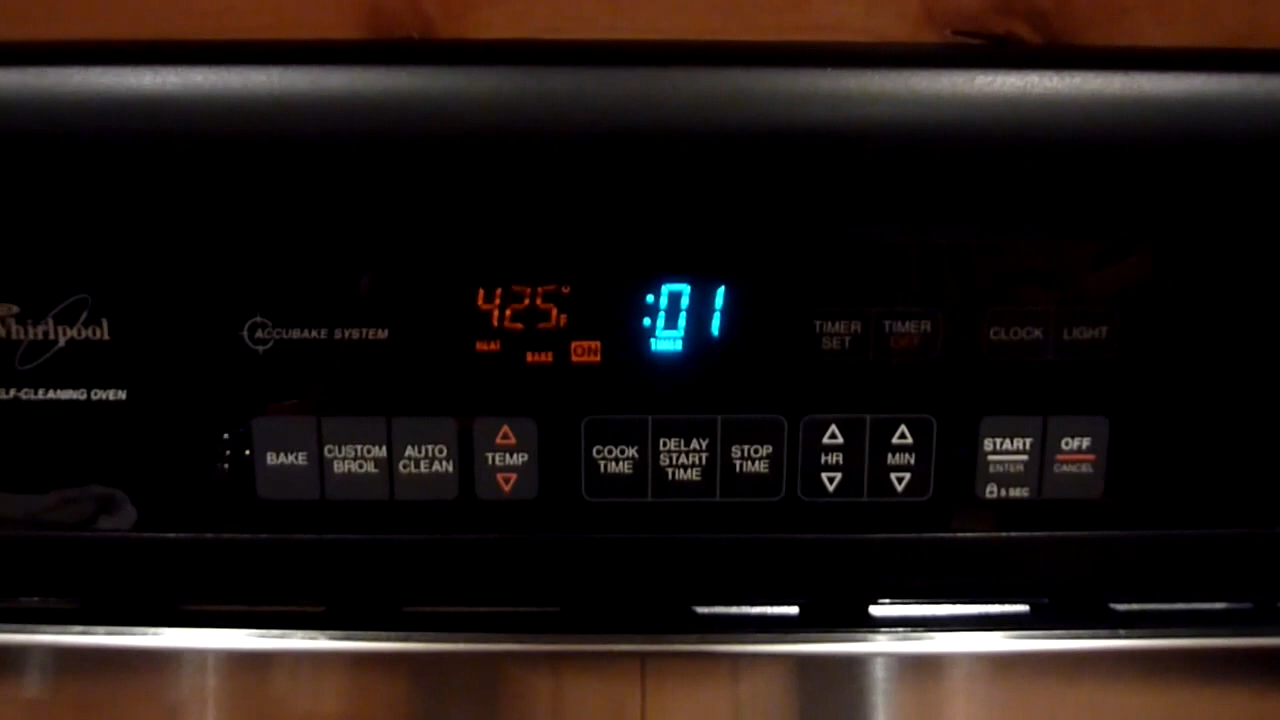 425°F
HEAT BAKE ON
:01
TIMER
Whirlpool
ACCUBAKE SYSTEM
TIMER SET
TIMER OFF
CLOCK
LIGHT
LF-CLEANING OVEN
BAKE
CUSTOM BROIL
AUTO CLEAN
TEMP
COOK TIME
DELAY START TIME
STOP TIME
HR
MIN
START
ENTER
5 SEC
OFF
CANCEL